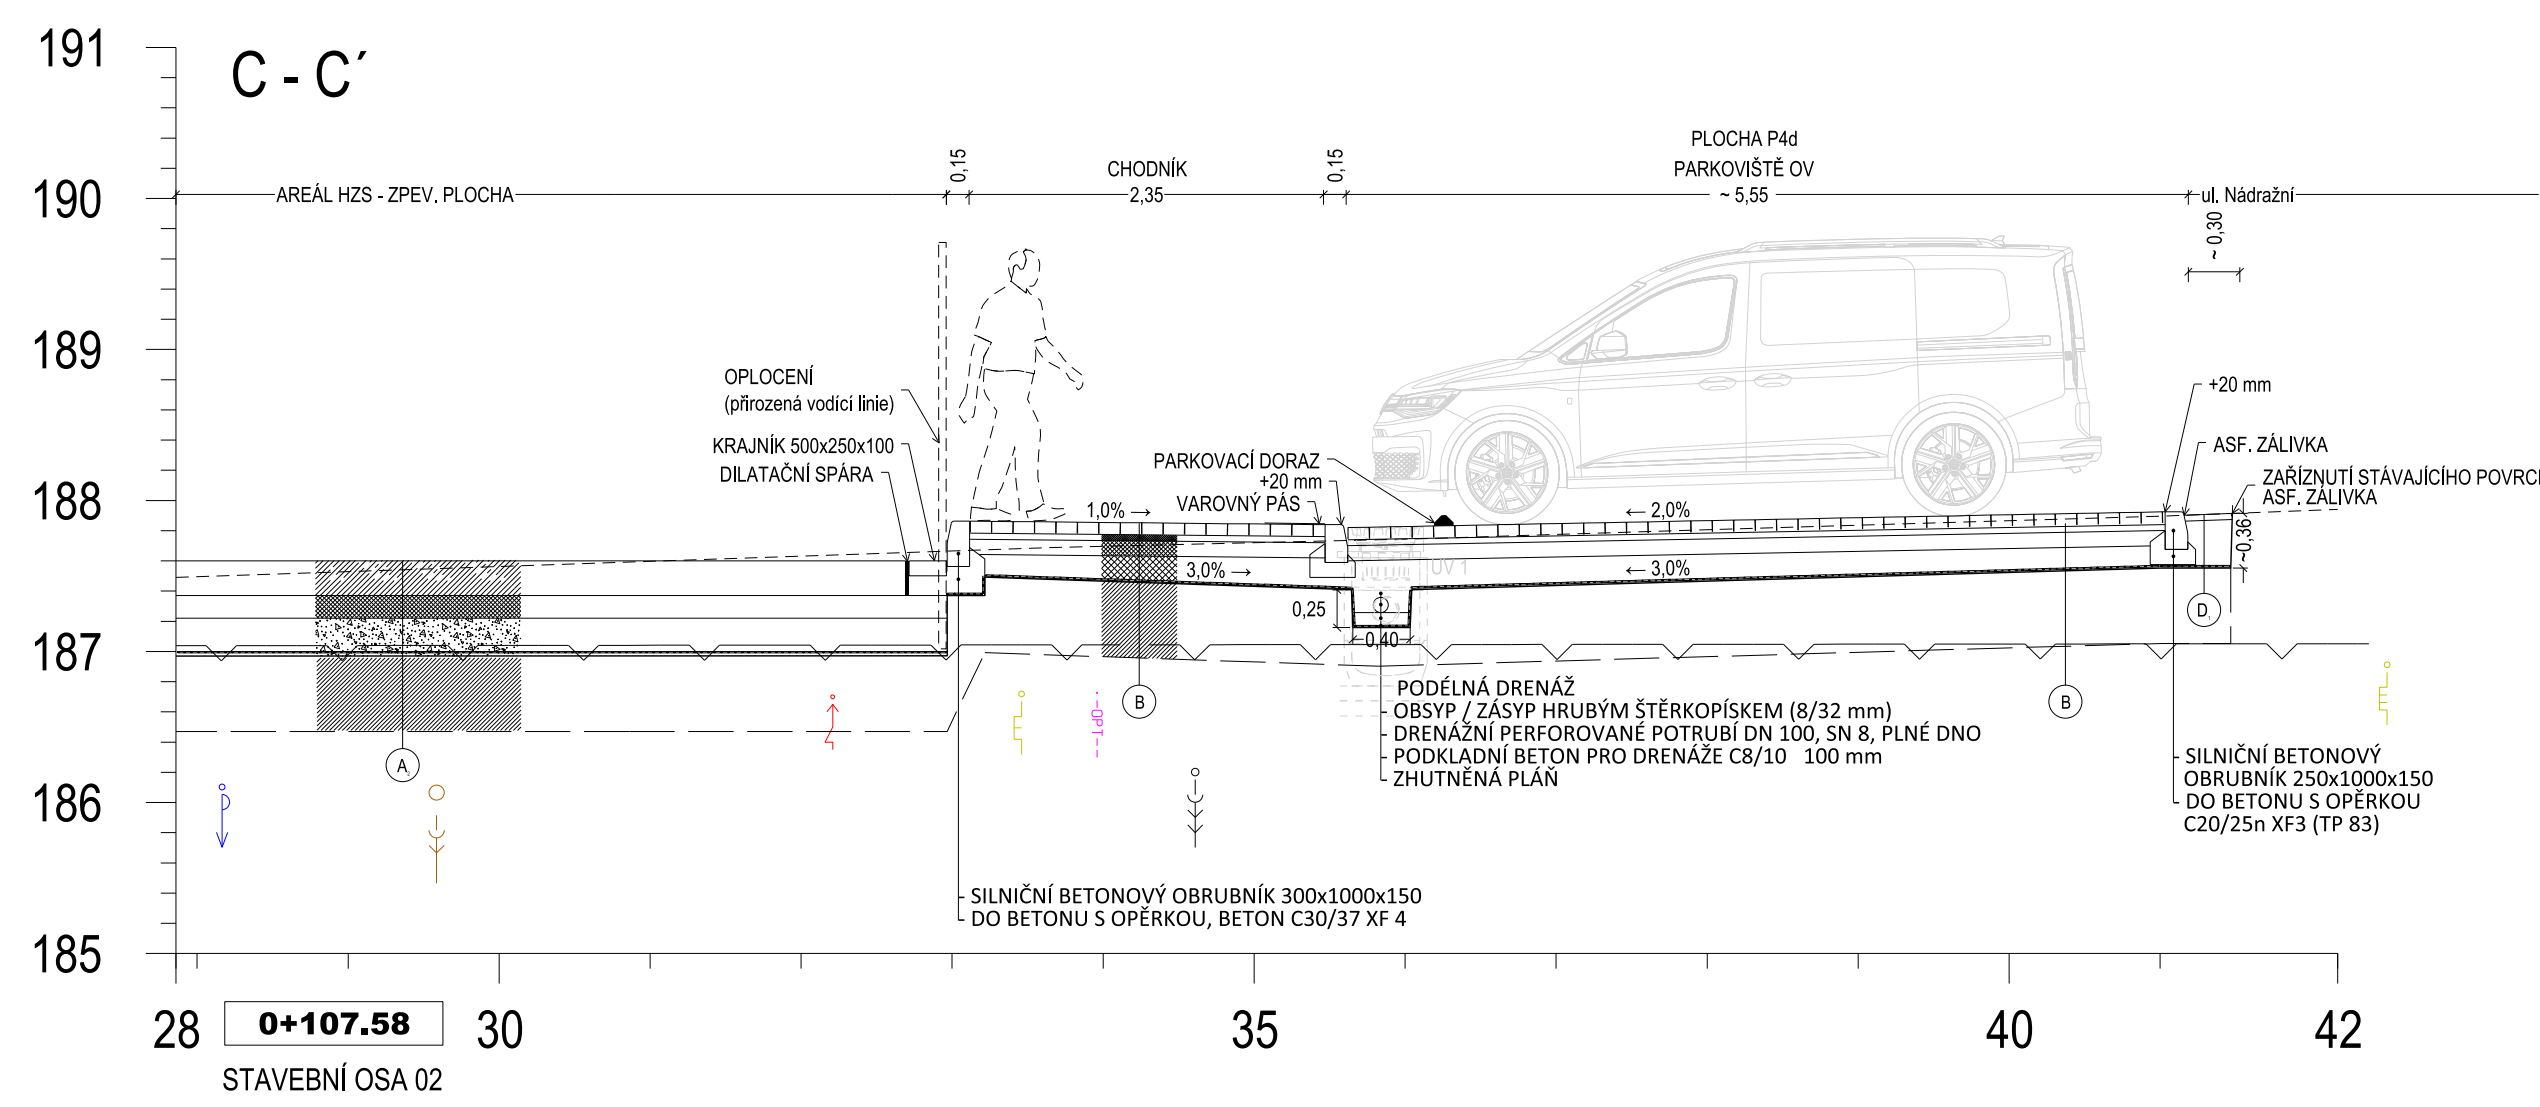 191
C - C´
190
189
188
187
186
185
AREÁL HZS - ZPEV. PLOCHA
0,15
CHODNÍK
2,35
0,15
PLOCHA P4d
PARKOVIŠTĚ OV
~ 5,55
ul. Nádražní
~ 0,30
OPLOCENÍ
(přirozená vodící linie)
KRAJNÍK 500x250x100
DILATAČNÍ SPÁRA
PARKOVACÍ DORAZ
+20 mm
VAROVNÝ PÁS
+20 mm
ASF. ZÁLIVKA
ZAŘÍZNUTÍ STÁVAJÍCÍHO POVRC
ASF. ZÁLIVKA
1,0% →
← 2,0%
3,0% →
← 3,0%
~0,36
UV 1
0,25
0,40
A
B
B
D
OPT
PODÉLNÁ DRENÁŽ
OBSYP / ZÁSYP HRUBÝM ŠTĚRKOPÍSKEM (8/32 mm)
DRENÁŽNÍ PERFOROVANÉ POTRUBÍ DN 100, SN 8, PLNÉ DNO
PODKLADNÍ BETON PRO DRENÁŽE C8/10 100 mm
ZHUTNĚNÁ PLÁŇ
SILNIČNÍ BETONOVÝ
OBRUBNÍK 250x1000x150
DO BETONU S OPĚRKOU
C20/25n XF3 (TP 83)
SILNIČNÍ BETONOVÝ OBRUBNÍK 300x1000x150
DO BETONU S OPĚRKOU, BETON C30/37 XF 4
28
0+107.58
30
35
40
42
STAVEBNÍ OSA 02